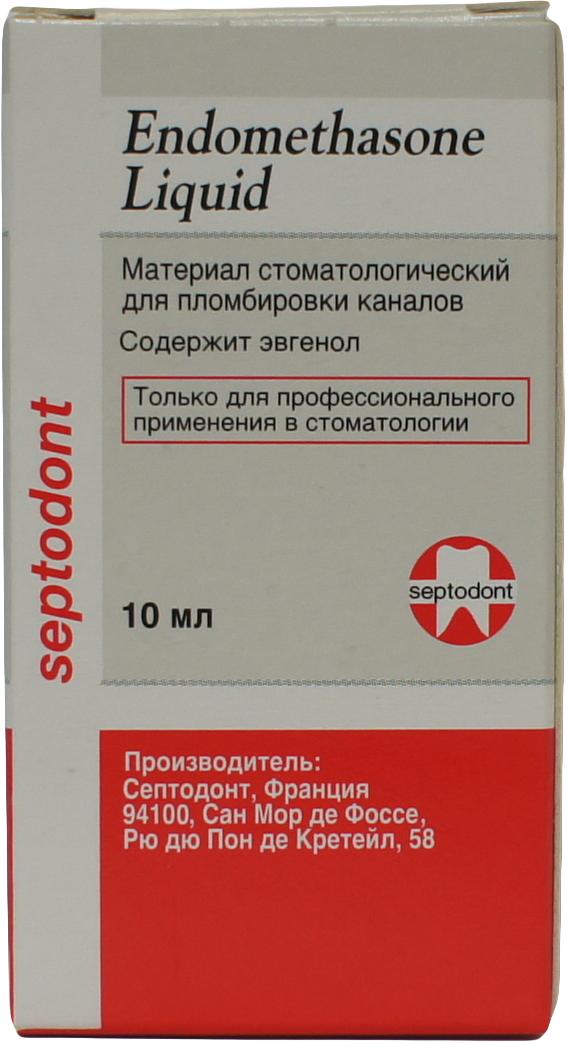 Endomethasone
Liquid
Материал стоматологический
для пломбировки каналов
Содержит эвгенол
Только для профессионального
применения в стоматологии
septodont
10 мл
septodont
Производитель:
Септодонт, Франция
94100, Сан Мор де Фоссе,
Рю дю Пон де Кретейл, 58